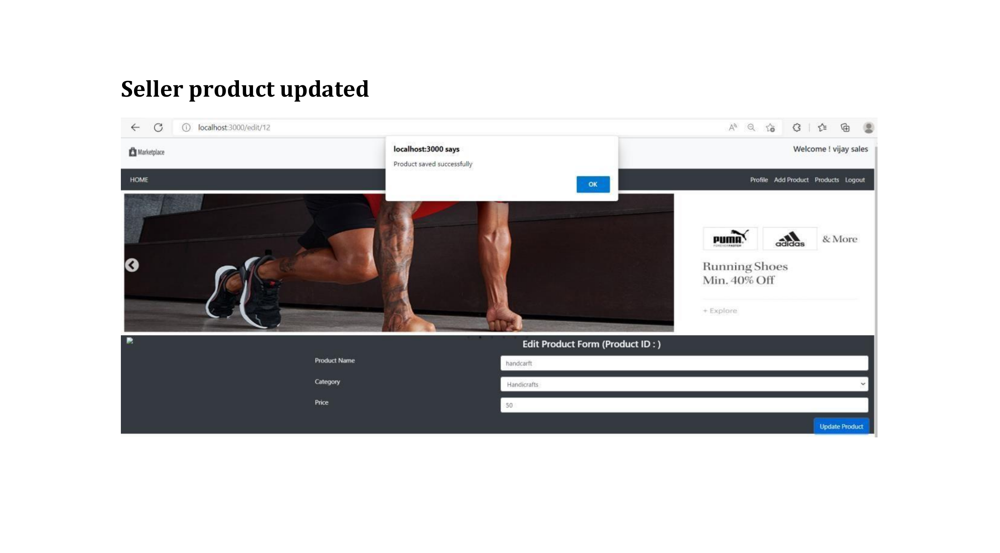 Seller product updated
localhost:3000/edit/12
localhost:3000 says
Product saved successfully
OK
Marketplace
Welcome ! vijay sales
HOME
Profile Add Product Products Logout
PUMA
FOREVER FASTER
adidas
& More
Running Shoes
Min. 40% Off
+ Explore
Edit Product Form (Product ID : )
Product Name
handcarft
Category
Handicrafts
Price
50
Update Product